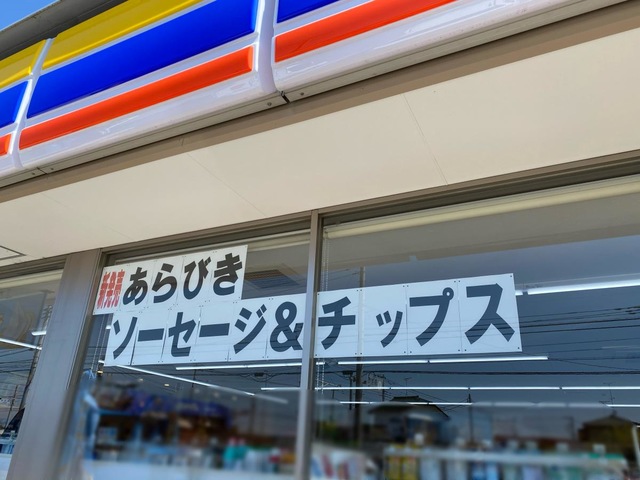 新発売 あらびき
ソーセージ&チップス